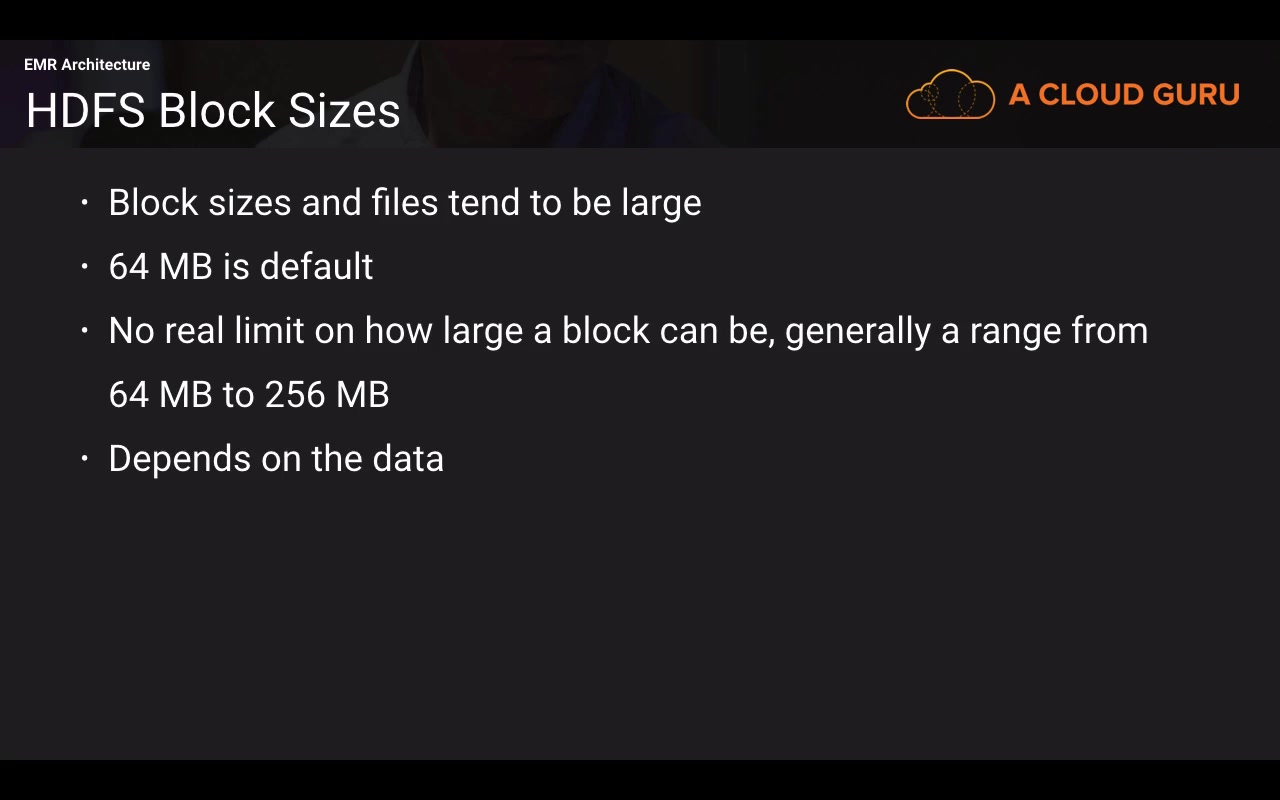 EMR Architecture
HDFS Block Sizes
A CLOUD GURU
• Block sizes and files tend to be large
• 64 MB is default
• No real limit on how large a block can be, generally a range from
64 MB to 256 MB
• Depends on the data